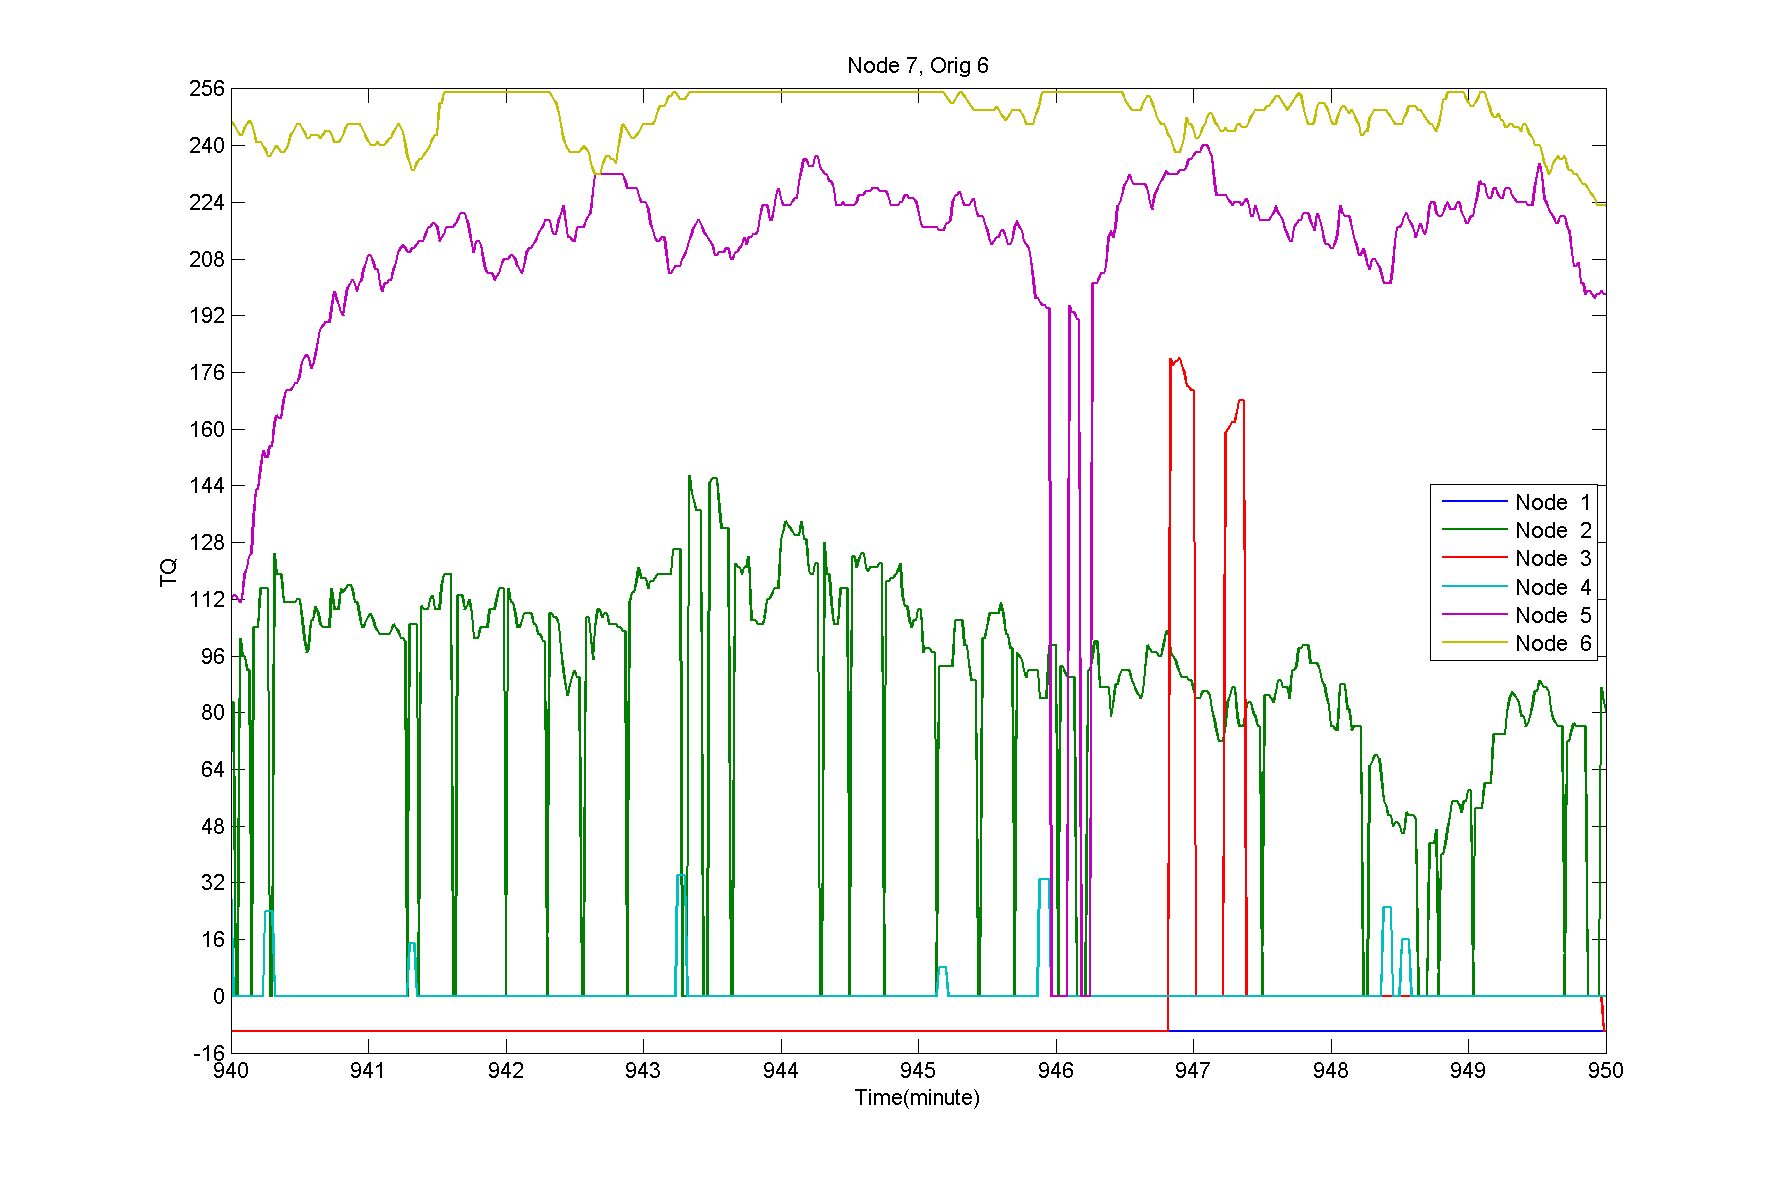 Node 7, Orig 6
256
240
224
208
192
176
160
144
128
112
96
80
64
48
32
16
0
-16
TQ
Node 1
Node 2
Node 3
Node 4
Node 5
Node 6
940 941 942 943 944 945 946 947 948 949 950
Time(minute)